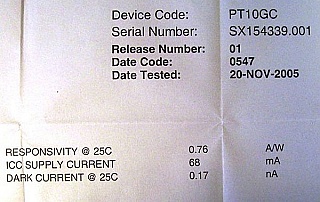 Device Code: PT10GC
Serial Number: SX154339.001
Release Number: 01
Date Code: 0547
Date Tested: 20-NOV-2005
RESPONSIVITY @ 25C 0.76 A/W
ICC SUPPLY CURRENT 68 mA
DARK CURRENT @ 25C 0.17 nA